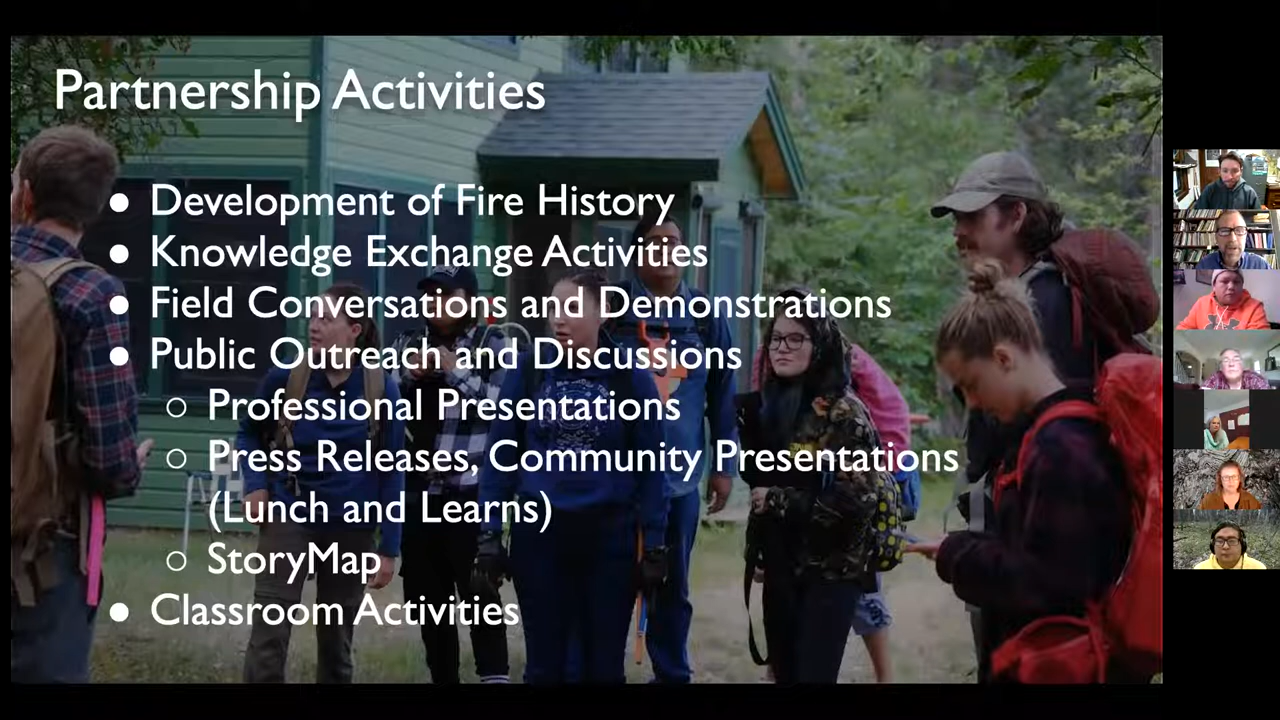 Partnership Activities
● Development of Fire History
● Knowledge Exchange Activities
● Field Conversations and Demonstrations
● Public Outreach and Discussions
○ Professional Presentations
○ Press Releases, Community Presentations
(Lunch and Learns)
○ StoryMap
● Classroom Activities